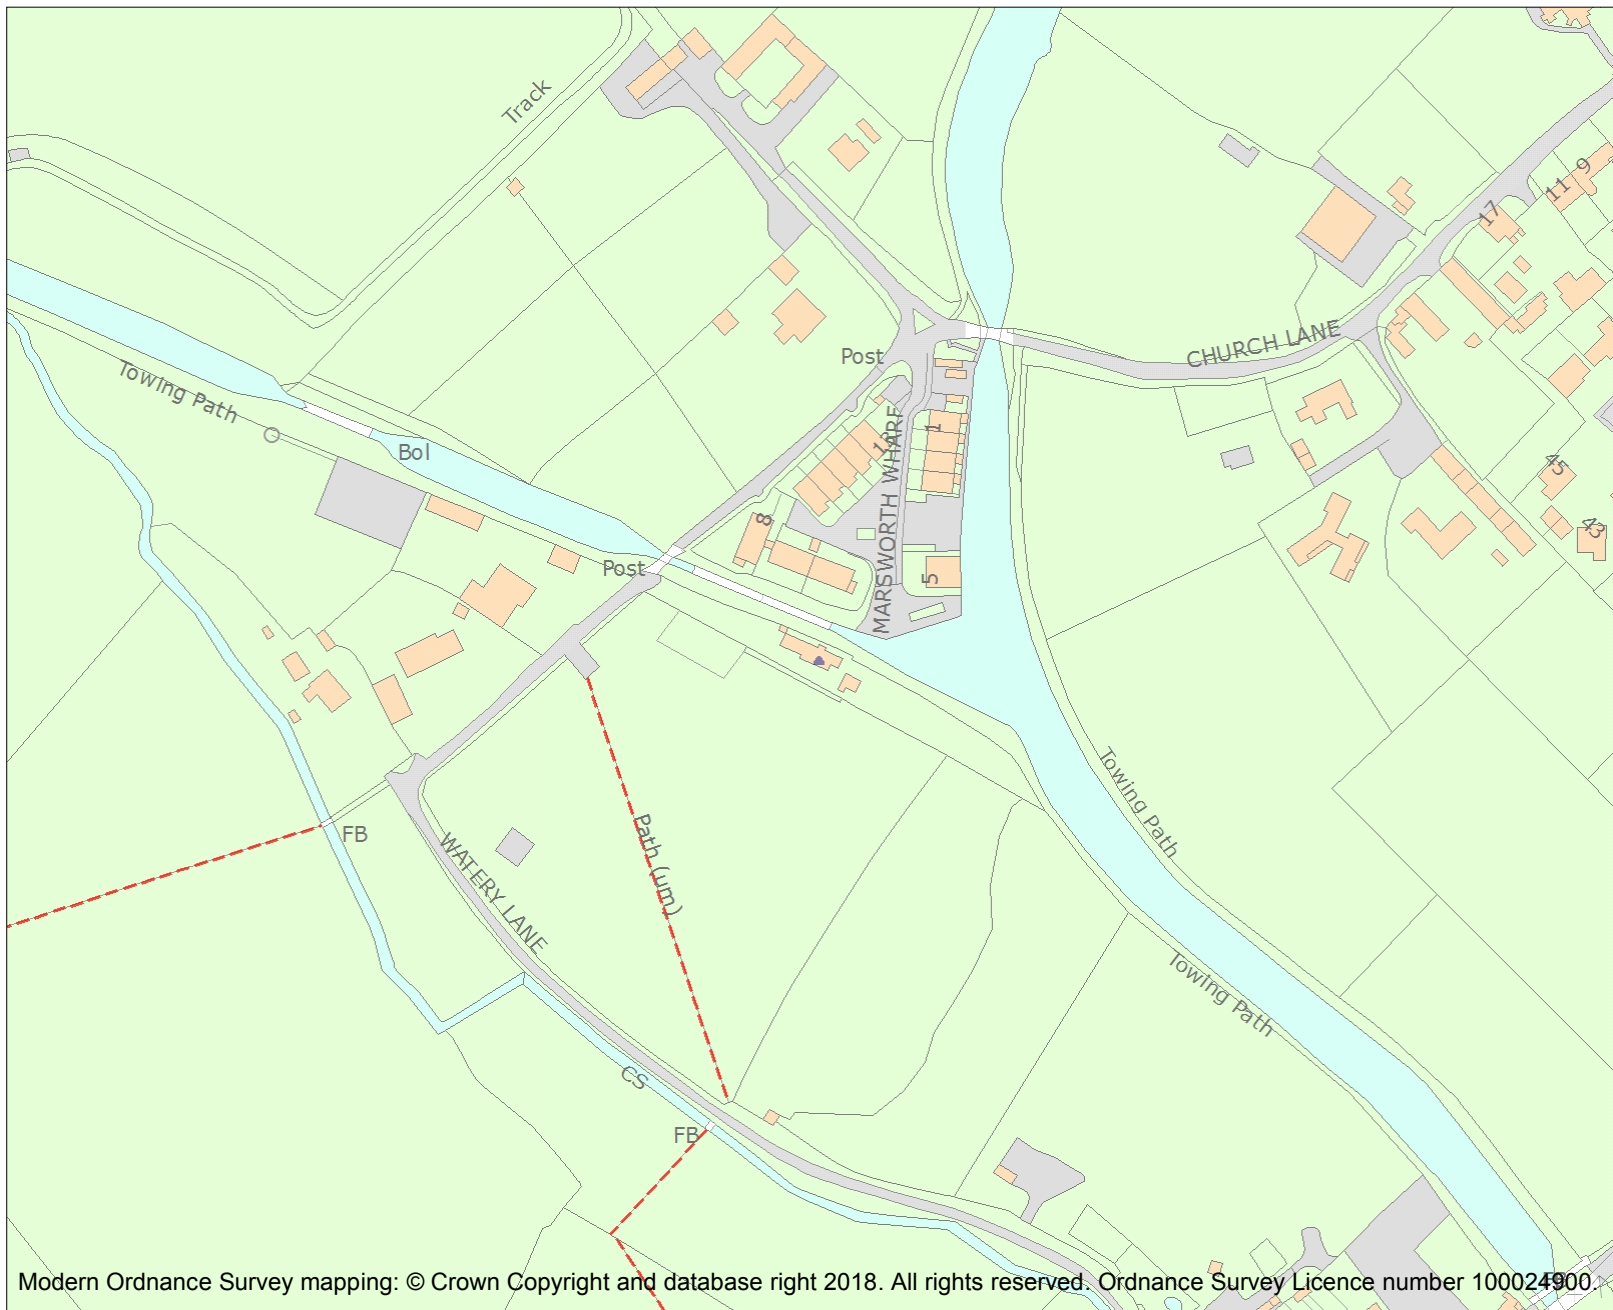 Track
11
9
17
CHURCH LANE
Post
Towing Path
1
12
Bol
MARSWORTH WHARF
45
8
43
Post
5
Towing Path
FB
Path (um)
WATERY LANE
Towing Path
CS
FB
Modern Ordnance Survey mapping: © Crown Copyright and database right 2018. All rights reserved. Ordnance Survey Licence number 100024900.